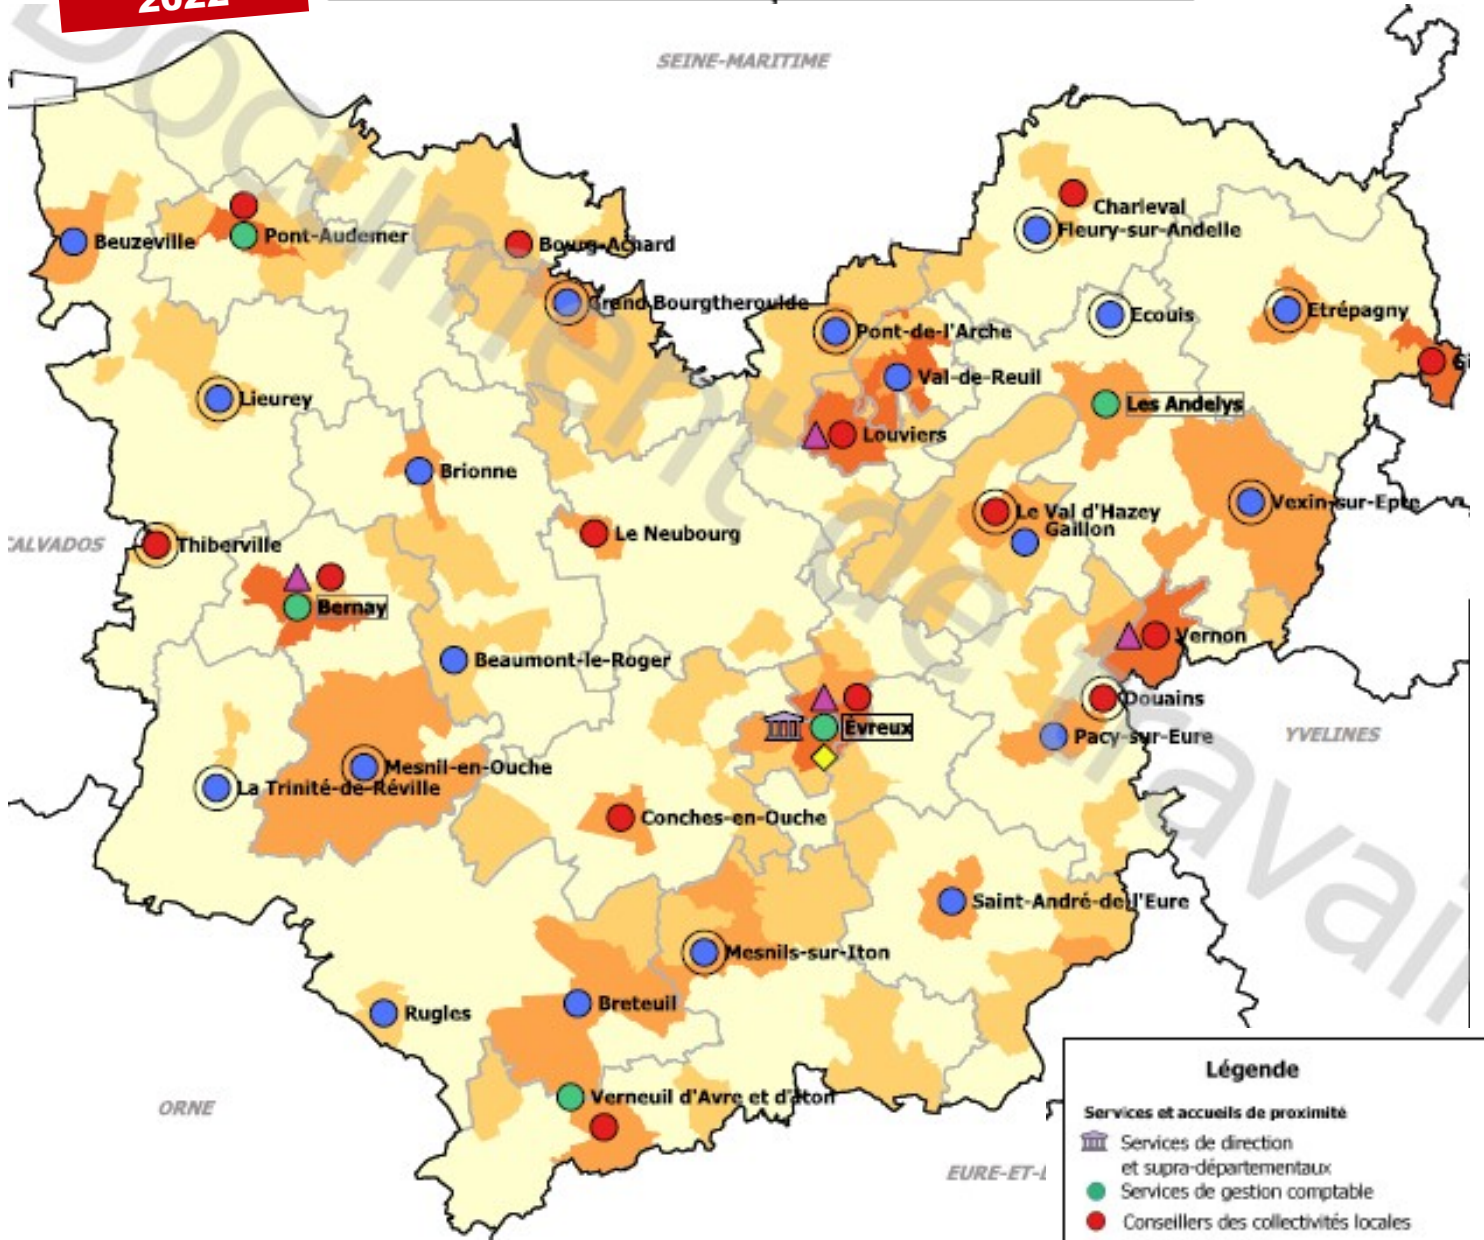 2022
SEINE-MARITIME
Charleval
Beuzeville
Pont-Audemer
Bourg-Achard
Fleury-sur-Andelle
Grand Bourgtheroulde
Pont-de-l'Arche
Ecouis
Etrépagny
Val-de-Reuil
Gi
Lieurey
Les Andelys
Louviers
Brionne
Vexin-sur-Epte
Le Val d'Hazey
Gaillon
CALVADOS
Thiberville
Le Neubourg
Bernay
Vernon
Beaumont-le-Roger
Douains
Évreux
Pacy-sur-Eure
YVELINES
Mesnil-en-Ouche
La Trinité-de-Réville
Conches-en-Ouche
Saint-André-de-l'Eure
Mesnils-sur-Iton
Breteuil
Rugles
Verneuil d'Avre et d'Iton
ORNE
EURE-ET-L
Document de travail
Légende
Services et accueils de proximité
Services de direction
et supra-départementaux
Services de gestion comptable
Conseillers des collectivités locales